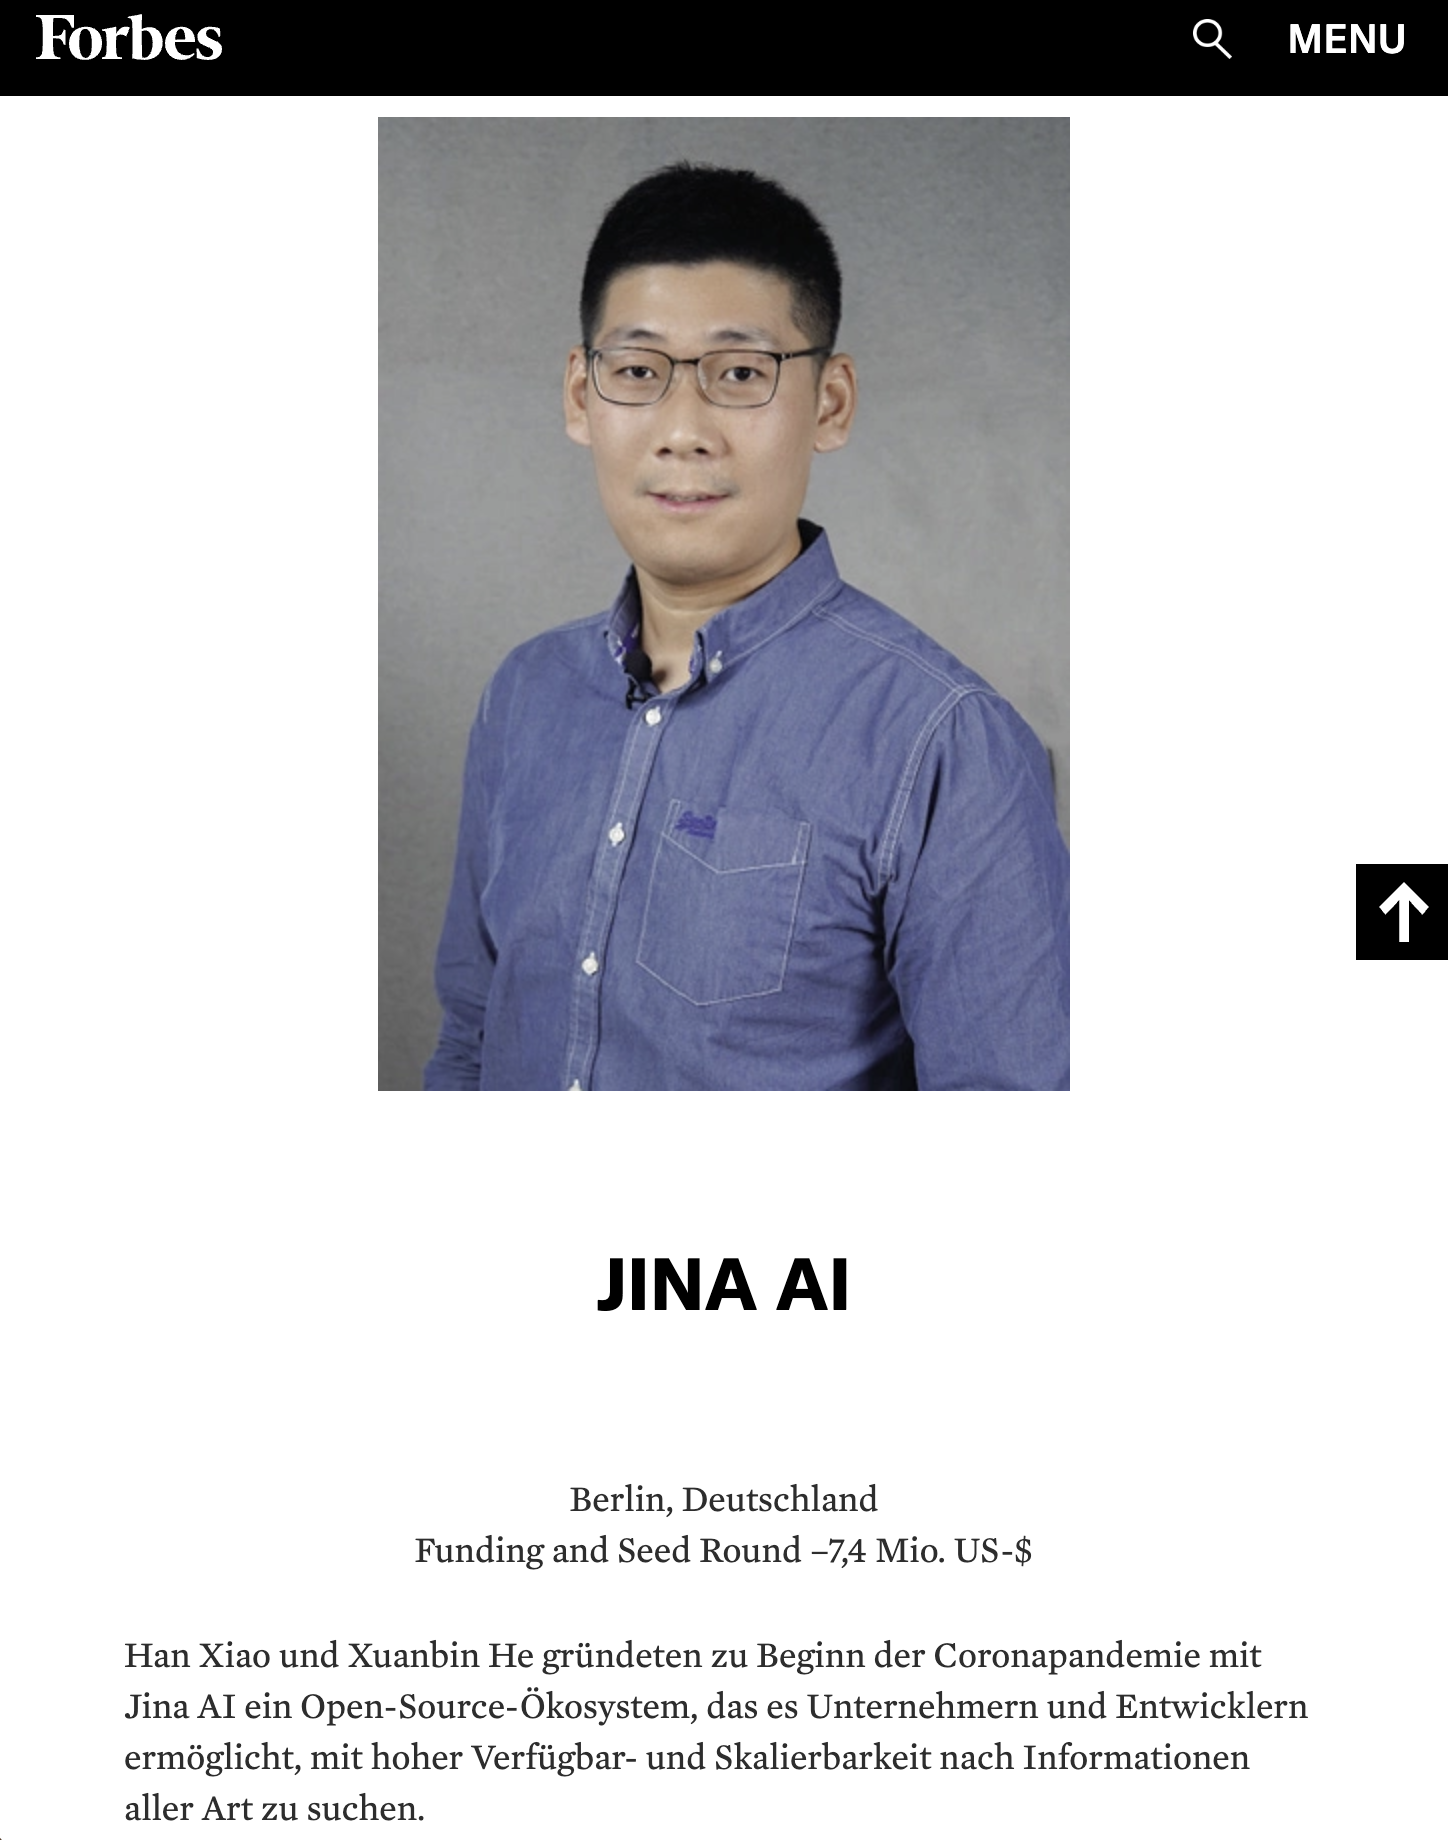 Forbes
MENU
JINA AI
Berlin, Deutschland
Funding and Seed Round –7,4 Mio. US-$
Han Xiao und Xuanbin He gründeten zu Beginn der Coronapandemie mit
Jina AI ein Open-Source-Ökosystem, das es Unternehmern und Entwicklern
ermöglicht, mit hoher Verfügbar- und Skalierbarkeit nach Informationen
aller Art zu suchen.